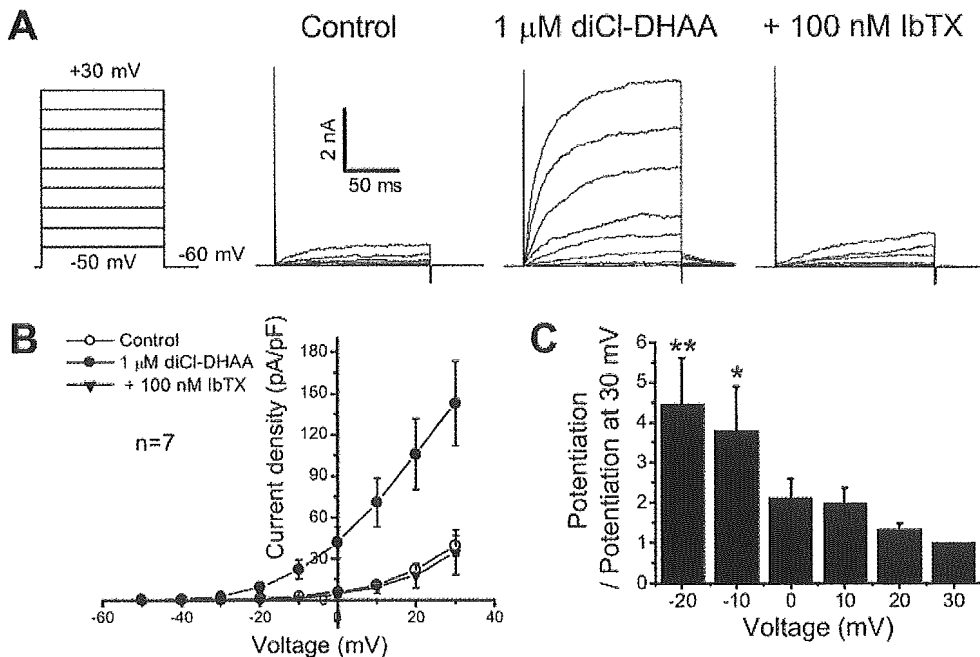 A
Control
1 μM diCl-DHAA
+ 100 nM IbTX
+30 mV
-50 mV
-60 mV
2 nA
50 ms
B
Control
1 μM diCl-DHAA
+ 100 nM IbTX
n=7
Current density (pA/pF)
180
150
120
90
60
30
0
-60
-40
-20
0
20
40
Voltage (mV)
C
Potentiation
/ Potentiation at 30 mV
6
5
4
3
2
1
0
**
*
-20
-10
0
10
20
30
Voltage (mV)